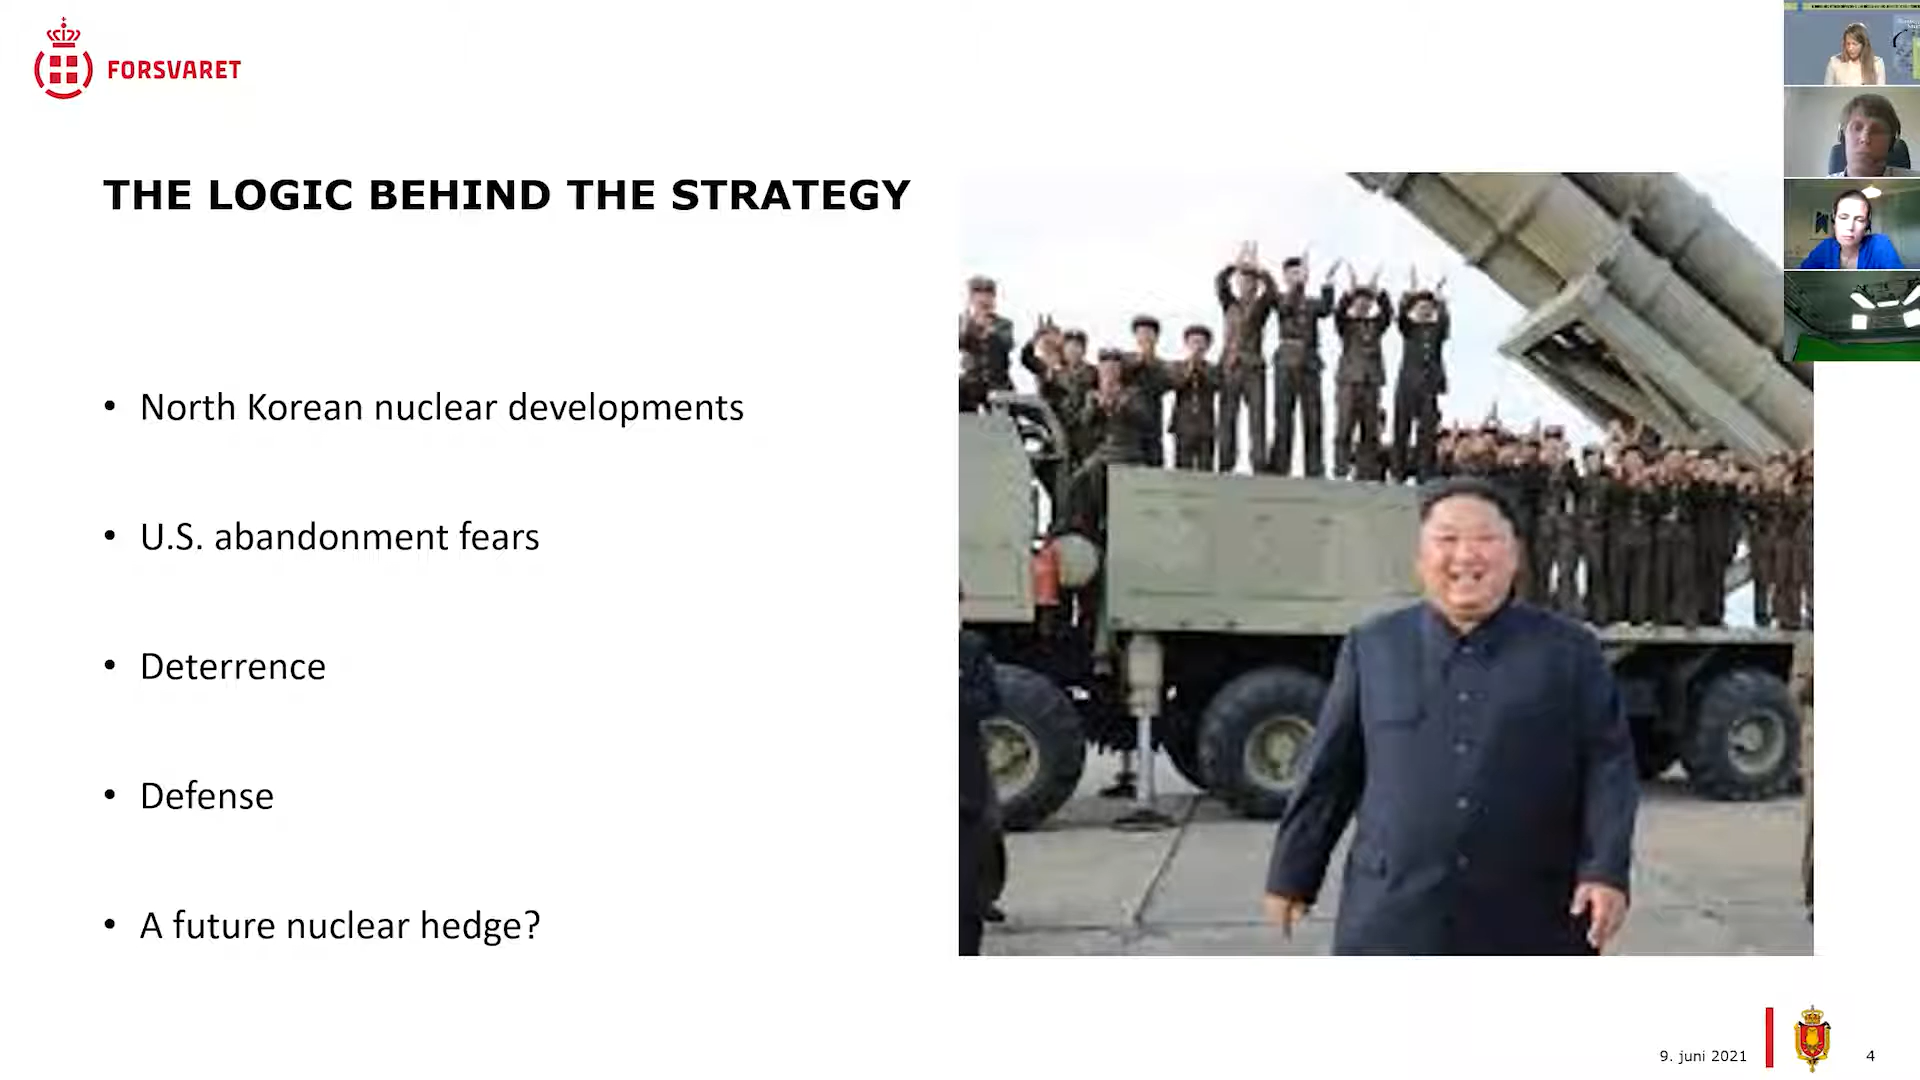 FORSVARET
THE LOGIC BEHIND THE STRATEGY
• North Korean nuclear developments
• U.S. abandonment fears
• Deterrence
• Defense
• A future nuclear hedge?
9. juni 2021
4